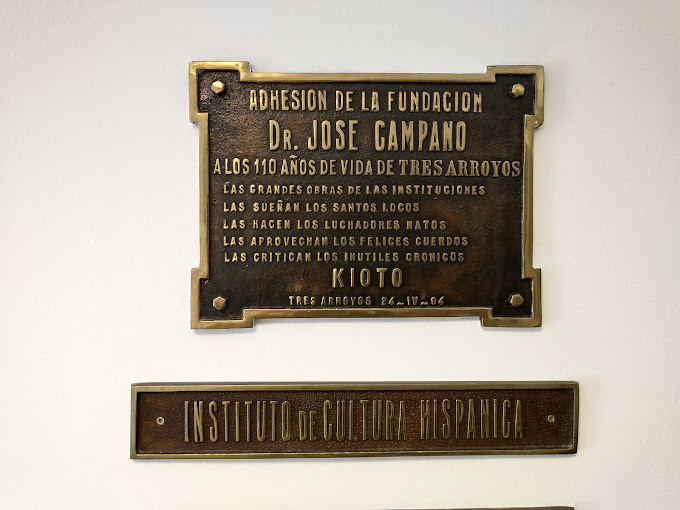 ADHESION DE LA FUNDACION
DR. JOSE CAMPANO
A LOS 110 AÑOS DE VIDA DE TRES ARROYOS
LAS GRANDES OBRAS DE LAS INSTITUCIONES
LAS SUEÑAN LOS SANTOS LOCOS
LAS HACEN LOS LUCHADORES NATOS
LAS APROVECHAN LOS FELICES CUERDOS
LAS CRITICAN LOS INUTILES CRONICOS
KIOTO
TRES ARROYOS 24-IV-04
INSTITUTO DE CULTURA HISPANICA